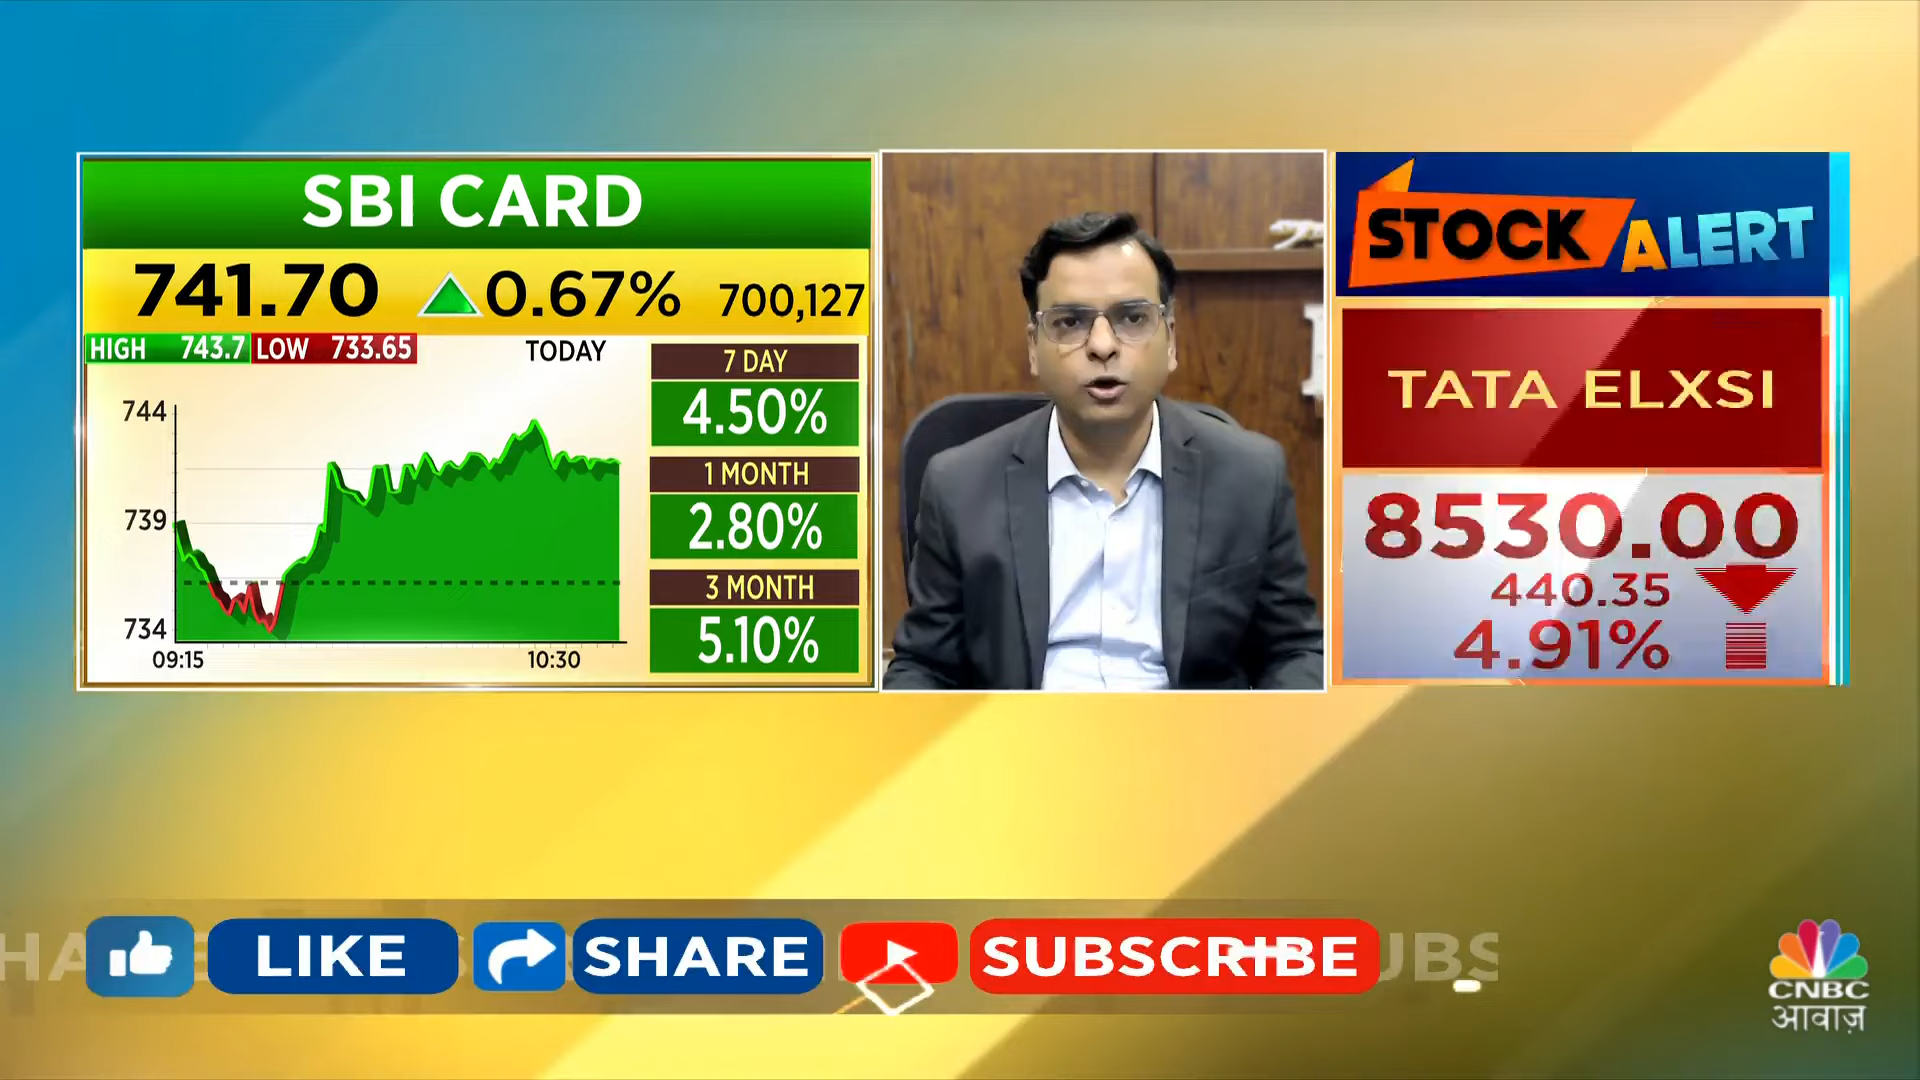 SBI CARD
741.70 0.67% 700,127
HIGH 743.7 LOW 733.65 TODAY
744
739
734
09:15 10:30
7 DAY
4.50%
1 MONTH
2.80%
3 MONTH
5.10%
STOCK ALERT
TATA ELXSI
8530.00
440.35
4.91%
LIKE SHARE SUBSCRIBE
CNBC
आवाज़